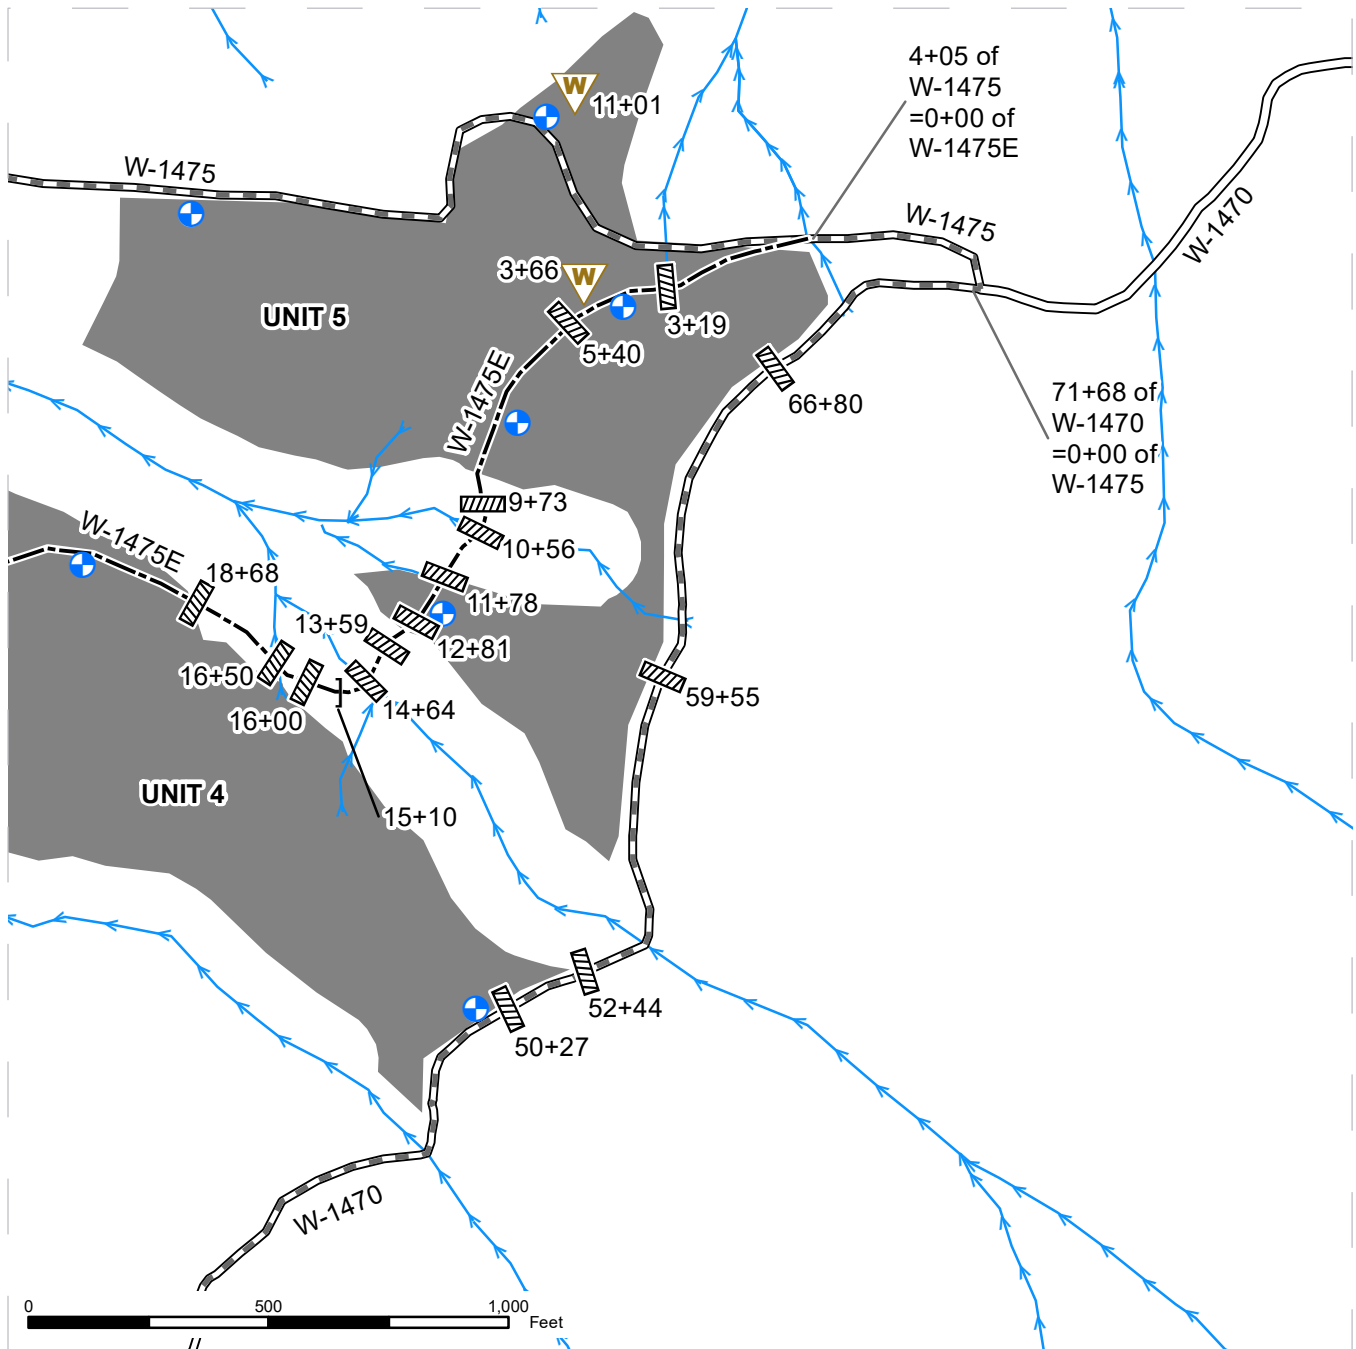 W
11+01
4+05 of
W-1475
=0+00 of
W-1475E
W-1475
W-1475
W-1470
3+66
W
3+19
UNIT 5
5+40
W-1475E
66+80
71+68 of
W-1470
=0+00 of
W-1475
9+73
W-1475E
10+56
18+68
11+78
13+59
12+81
16+50
59+55
14+64
16+00
UNIT 4
15+10
52+44
50+27
W-1470
0
500
1,000
Feet